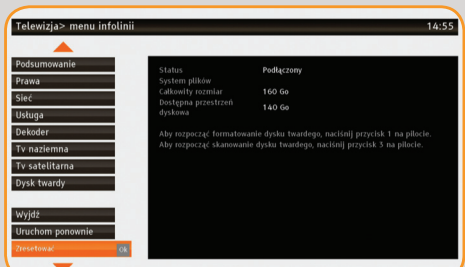 Telewizja> menu infolinii 14:55
Podsumowanie
Prawa
Sieć
Usługa
Dekoder
Tv naziemna
Tv satelitarna
Dysk twardy
Wyjdź
Uruchom ponownie
Zresetować Ok
Status Podłączony
System plików
Całkowity rozmiar 160 Go
Dostępna przestrzeń
dyskowa 140 Go
Aby rozpocząć formatowanie dysku twardego, naciśnij przycisk 1 na pilocie.
Aby rozpocząć skanowanie dysku twardego, naciśnij przycisk 3 na pilocie.